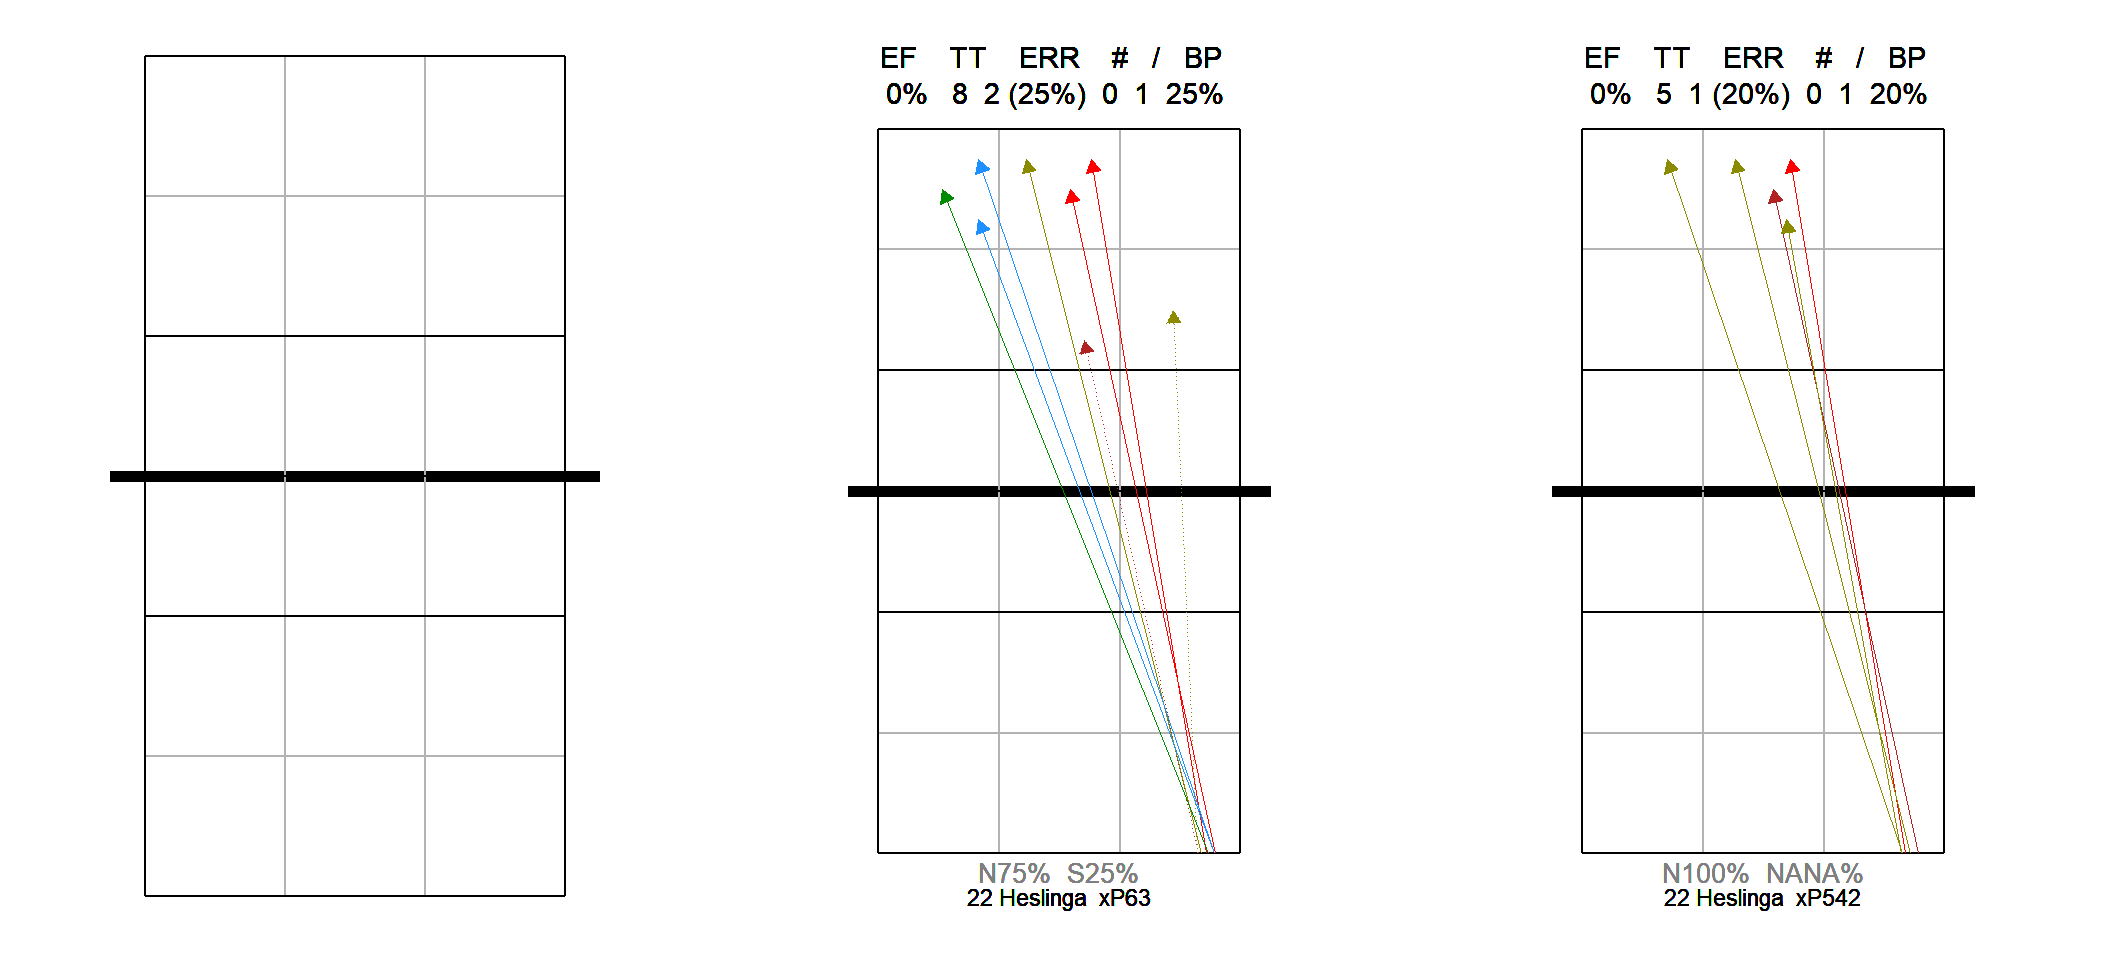 EF TT ERR # / BP
0% 8 2 (25%) 0 1 25%
N75% S25%
22 Heslinga xP63
EF TT ERR # / BP
0% 5 1 (20%) 0 1 20%
N100% NANA%
22 Heslinga xP542